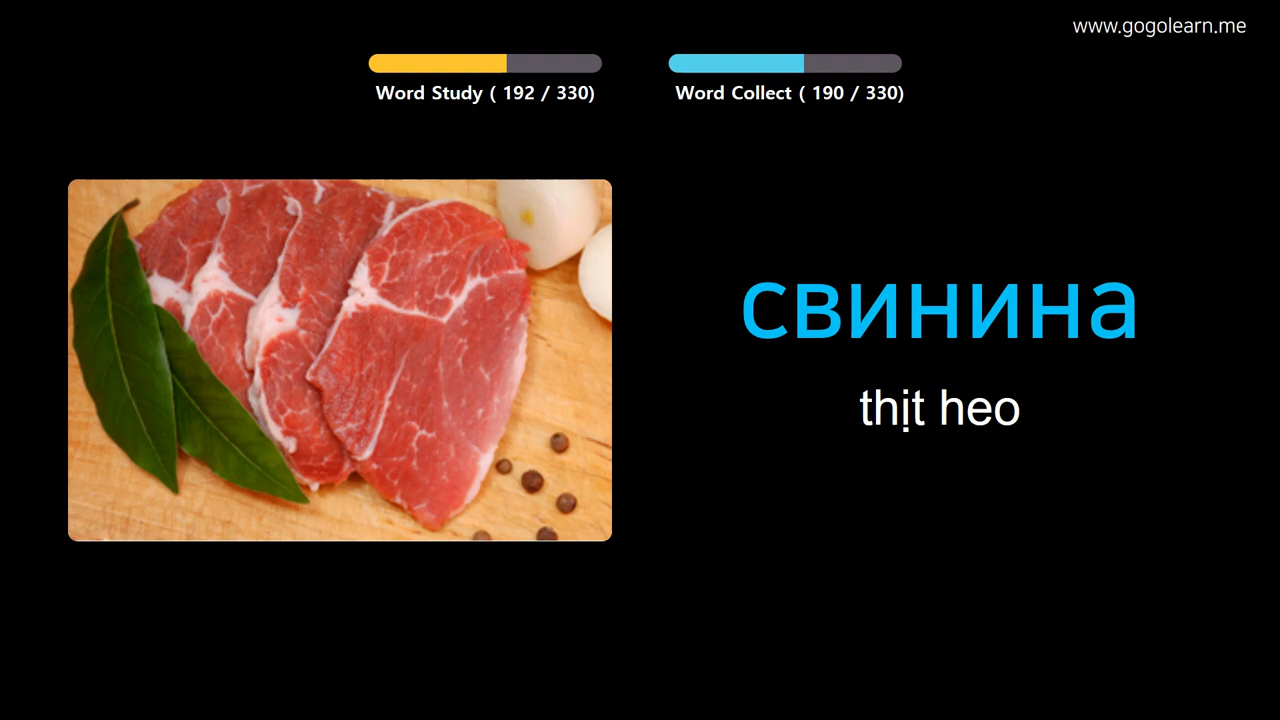 www.gogolearn.me
Word Study ( 192 / 330)
Word Collect ( 190 / 330)
свинина
thịt heo